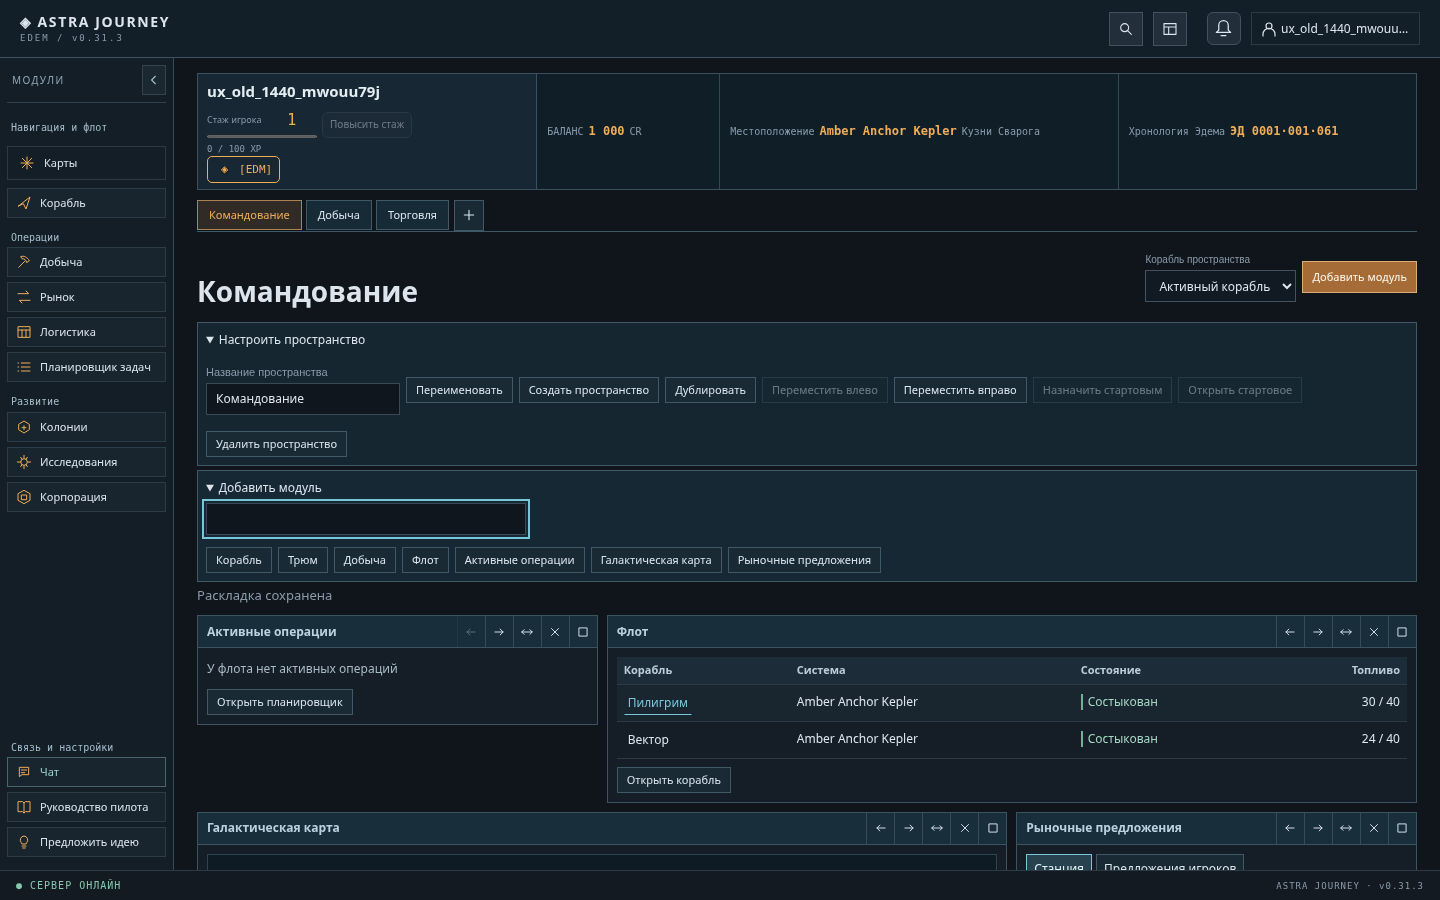 ◈ ASTRA JOURNEY
EDEM / v0.31.3
ux_old_1440_mwouu...
МОДУЛИ
Навигация и флот
Карты
Корабль
Операции
Добыча
Рынок
Логистика
Планировщик задач
Развитие
Колонии
Исследования
Корпорация
Связь и настройки
Чат
Руководство пилота
Предложить идею
ux_old_1440_mwouu79j
Стаж игрока 1 Повысить стаж
0 / 100 XP
◈ [EDM]
БАЛАНС 1 000 CR
Местоположение Amber Anchor Kepler Кузни Сварога
Хронология Эдема ЭД 0001·001·061
Командование Добыча Торговля +
Командование
Корабль пространства
Активный корабль
Добавить модуль
▼ Настроить пространство
Название пространства
Командование
Переименовать Создать пространство Дублировать Переместить влево Переместить вправо Назначить стартовым Открыть стартовое
Удалить пространство
▼ Добавить модуль
Корабль Трюм Добыча Флот Активные операции Галактическая карта Рыночные предложения
Раскладка сохранена
Активные операции
У флота нет активных операций
Открыть планировщик
Флот
Корабль Система Состояние Топливо
Пилигрим Amber Anchor Kepler Состыкован 30 / 40
Вектор Amber Anchor Kepler Состыкован 24 / 40
Открыть корабль
Галактическая карта
Рыночные предложения
Станция Предложения игроков
● СЕРВЕР ОНЛАЙН
ASTRA JOURNEY · v0.31.3